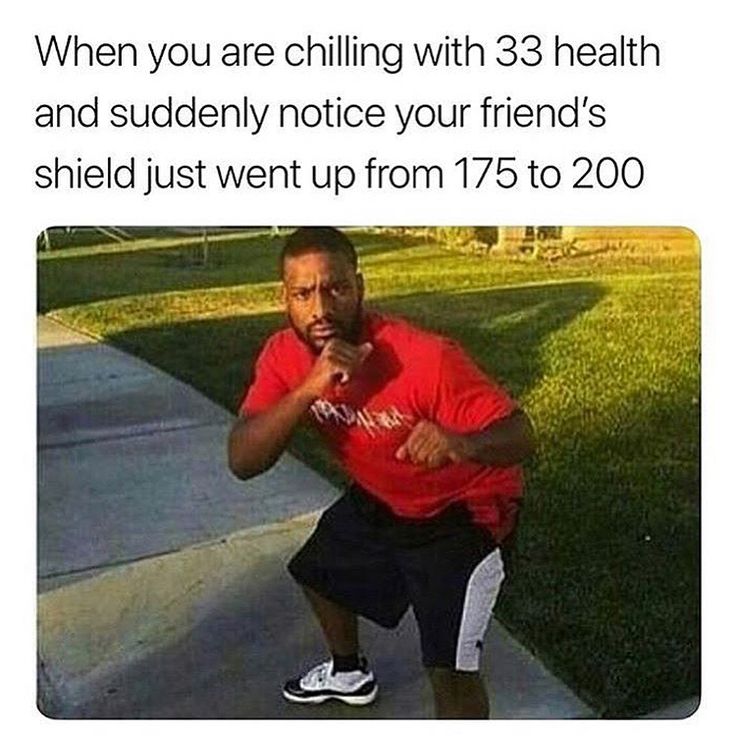 When you are chilling with 33 health
and suddenly notice your friend's
shield just went up from 175 to 200